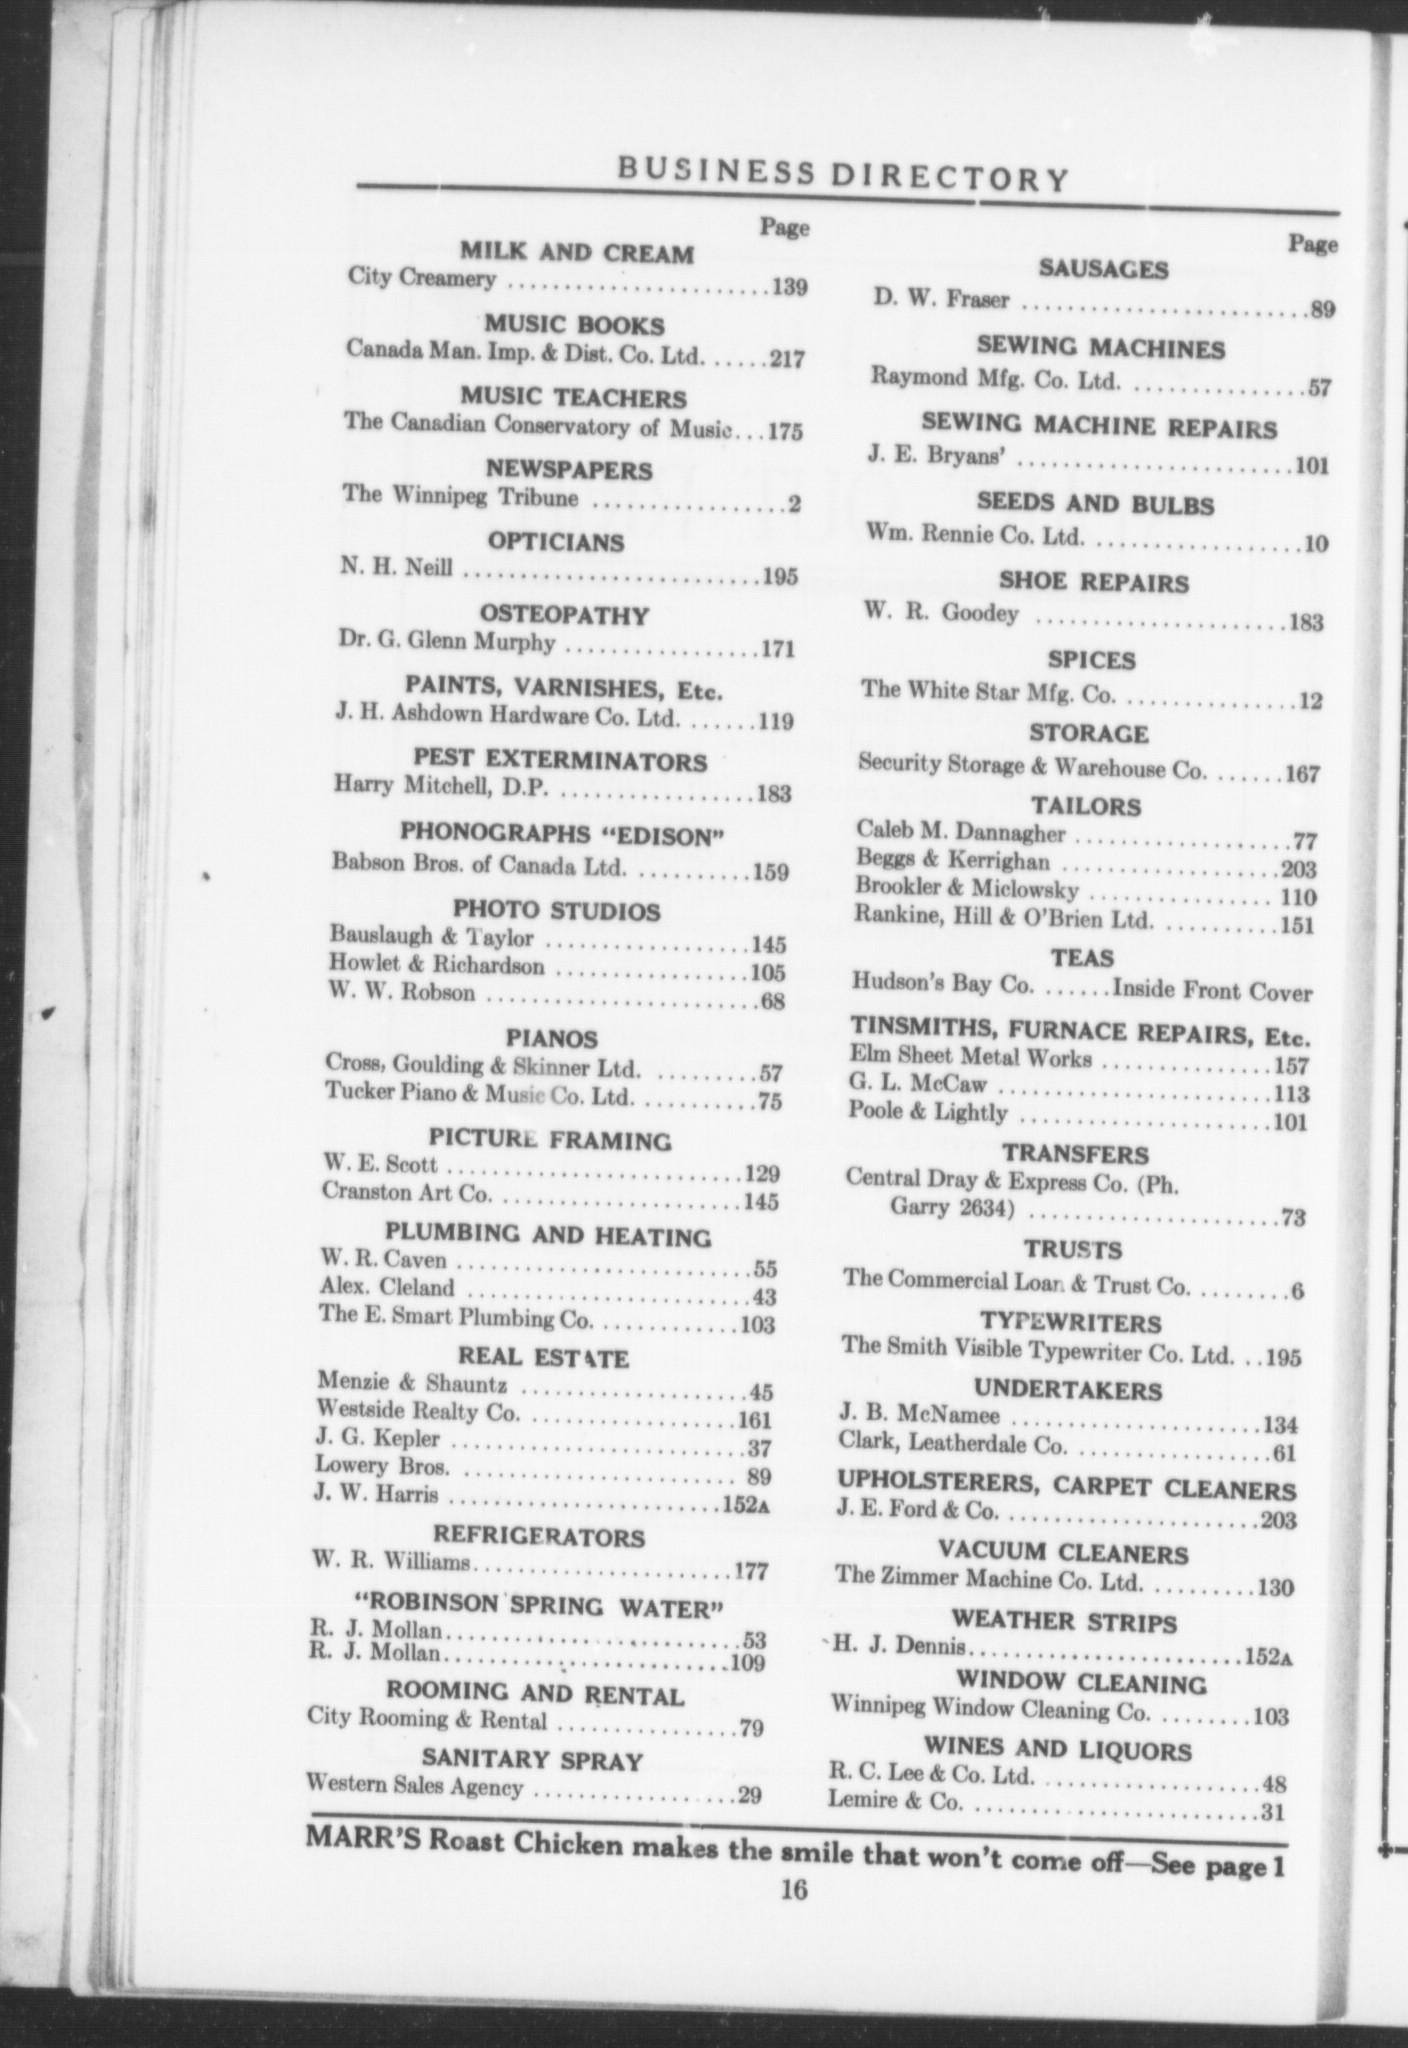 BUSINESS DIRECTORY
Page
MILK AND CREAM
City Creamery .......................139
MUSIC BOOKS
Canada Man. Imp. & Dist. Co. Ltd. ......217
MUSIC TEACHERS
The Canadian Conservatory of Music...175
NEWSPAPERS
The Winnipeg Tribune .................2
OPTICIANS
N. H. Neill ..........................195
OSTEOPATHY
Dr. G. Glenn Murphy .................171
PAINTS, VARNISHES, Etc.
J. H. Ashdown Hardware Co. Ltd. ......119
PEST EXTERMINATORS
Harry Mitchell, D.P. .................183
PHONOGRAPHS "EDISON"
Babson Bros. of Canada Ltd. ..........159
PHOTO STUDIOS
Bauslaugh & Taylor ..................145
Howlet & Richardson .................105
W. W. Robson ........................68
PIANOS
Cross, Goulding & Skinner Ltd. .........57
Tucker Piano & Music Co. Ltd. ..........75
PICTURE FRAMING
W. E. Scott ..........................129
Cranston Art Co. .....................145
PLUMBING AND HEATING
W. R. Caven ..........................55
Alex. Cleland .........................43
The E. Smart Plumbing Co. ............103
REAL ESTATE
Menzie & Shauntz ....................45
Westside Realty Co. ..................161
J. G. Kepler ..........................37
Lowery Bros. ........................ 89
J. W. Harris ........................152A
REFRIGERATORS
W. R. Williams.......................177
"ROBINSON SPRING WATER"
R. J. Mollan..........................53
R. J. Mollan.........................109
ROOMING AND RENTAL
City Rooming & Rental ................79
SANITARY SPRAY
Western Sales Agency ..................29
Page
SAUSAGES
D. W. Fraser .........................89
SEWING MACHINES
Raymond Mfg. Co. Ltd. ...............57
SEWING MACHINE REPAIRS
J. E. Bryans' ........................101
SEEDS AND BULBS
Wm. Rennie Co. Ltd. ..................10
SHOE REPAIRS
W. R. Goodey ......................183
SPICES
The White Star Mfg. Co. ...............12
STORAGE
Security Storage & Warehouse Co. ......167
TAILORS
Caleb M. Dannagher ...................77
Beggs & Kerrighan ...................203
Brookler & Miclowsky ................ 110
Rankine, Hill & O'Brien Ltd. ..........151
TEAS
Hudson's Bay Co. ......Inside Front Cover
TINSMITHS, FURNACE REPAIRS, Etc.
Elm Sheet Metal Works ...............157
G. L. McCaw ........................113
Poole & Lightly ......................101
TRANSFERS
Central Dray & Express Co. (Ph.
Garry 2634) ......................73
TRUSTS
The Commercial Loan & Trust Co. ........6
TYPEWRITERS
The Smith Visible Typewriter Co. Ltd. ...195
UNDERTAKERS
J. B. McNamee ......................134
Clark, Leatherdale Co. .................61
UPHOLSTERERS, CARPET CLEANERS
J. E. Ford & Co. ......................203
VACUUM CLEANERS
The Zimmer Machine Co. Ltd. .........130
WEATHER STRIPS
H. J. Dennis........................152A
WINDOW CLEANING
Winnipeg Window Cleaning Co. ........103
WINES AND LIQUORS
R. C. Lee & Co. Ltd. ...................48
Lemire & Co. .........................31
MARR'S Roast Chicken makes the smile that won't come off—See page 1
16